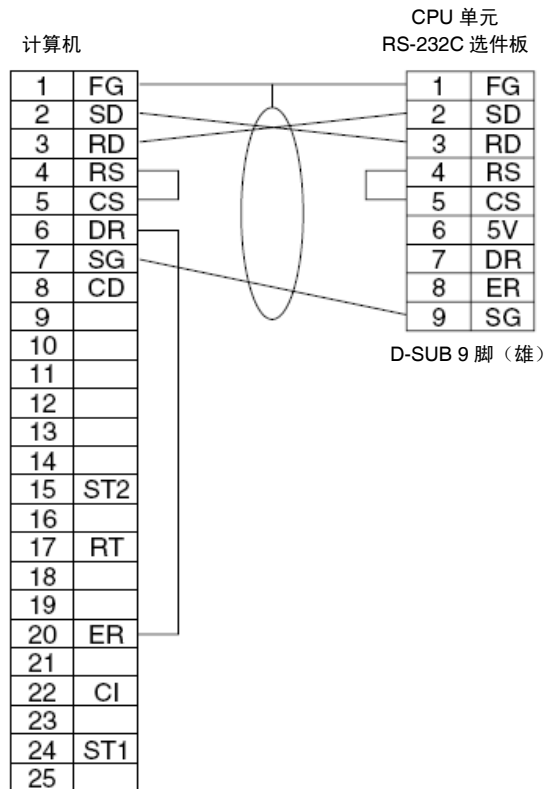 CPU 单元
计算机 RS-232C 选件板
1 FG 1 FG
2 SD 2 SD
3 RD 3 RD
4 RS 4 RS
5 CS 5 CS
6 DR 6 5V
7 SG 7 DR
8 CD 8 ER
9 9 SG
10 D-SUB 9 脚（雄）
11
12
13
14
15 ST2
16
17 RT
18
19
20 ER
21
22 CI
23
24 ST1
25